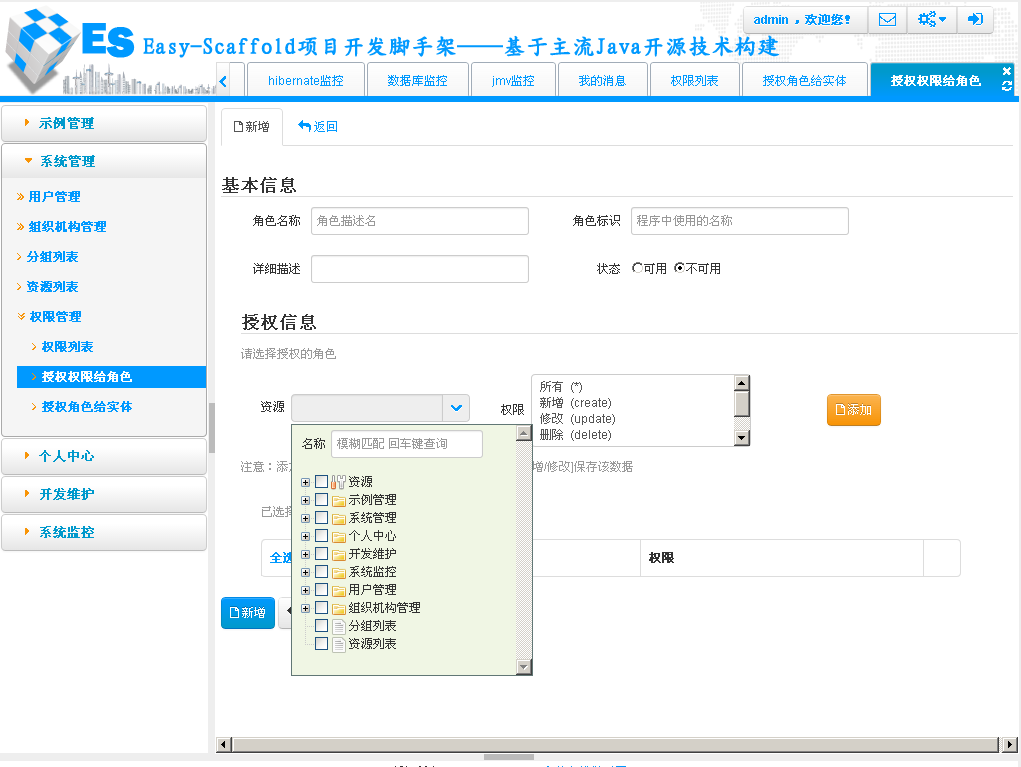 admin，欢迎您！
ES Easy-Scaffold项目开发脚手架——基于主流Java开源技术构建
hibernate监控 数据库监控 jmv监控 我的消息 权限列表 授权角色给实体 授权权限给角色
示例管理
系统管理
用户管理
组织机构管理
分组列表
资源列表
权限管理
权限列表
授权权限给角色
授权角色给实体
个人中心
开发维护
系统监控
新增 返回
基本信息
角色名称 角色描述名 角色标识 程序中使用的名称
详细描述 状态 可用 不可用
授权信息
请选择授权的角色
资源 权限
所有 (*)
新增 (create)
修改 (update)
删除 (delete)
添加
名称 模糊匹配 回车键查询
注意：添 增/修改]保存该数据
资源
示例管理
系统管理
个人中心
开发维护
系统监控
用户管理
组织机构管理
分组列表
资源列表
已选
全选 权限
新增